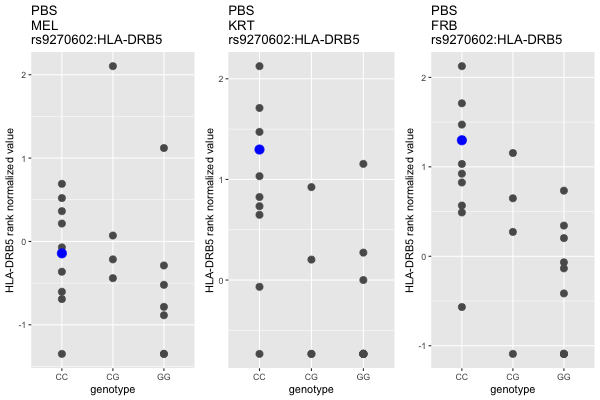 PBS
MEL
rs9270602:HLA-DRB5
HLA-DRB5 rank normalized value
2
1
0
-1
CC
CG
GG
genotype
PBS
KRT
rs9270602:HLA-DRB5
HLA-DRB5 rank normalized value
2
1
0
CC
CG
GG
genotype
PBS
FRB
rs9270602:HLA-DRB5
HLA-DRB5 rank normalized value
2
1
0
-1
CC
CG
GG
genotype